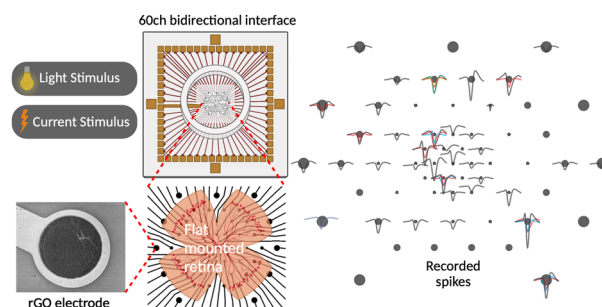 60ch bidirectional interface
Light Stimulus
Current Stimulus
Flat
mounted
retina
rGO electrode
Recorded
spikes